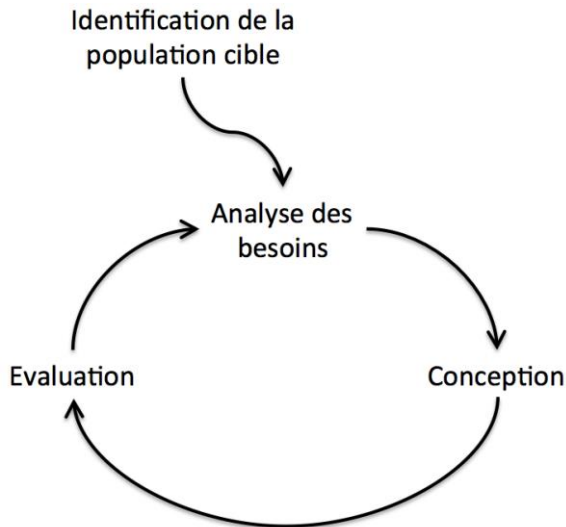 Identification de la
population cible
Analyse des
besoins
Evaluation
Conception